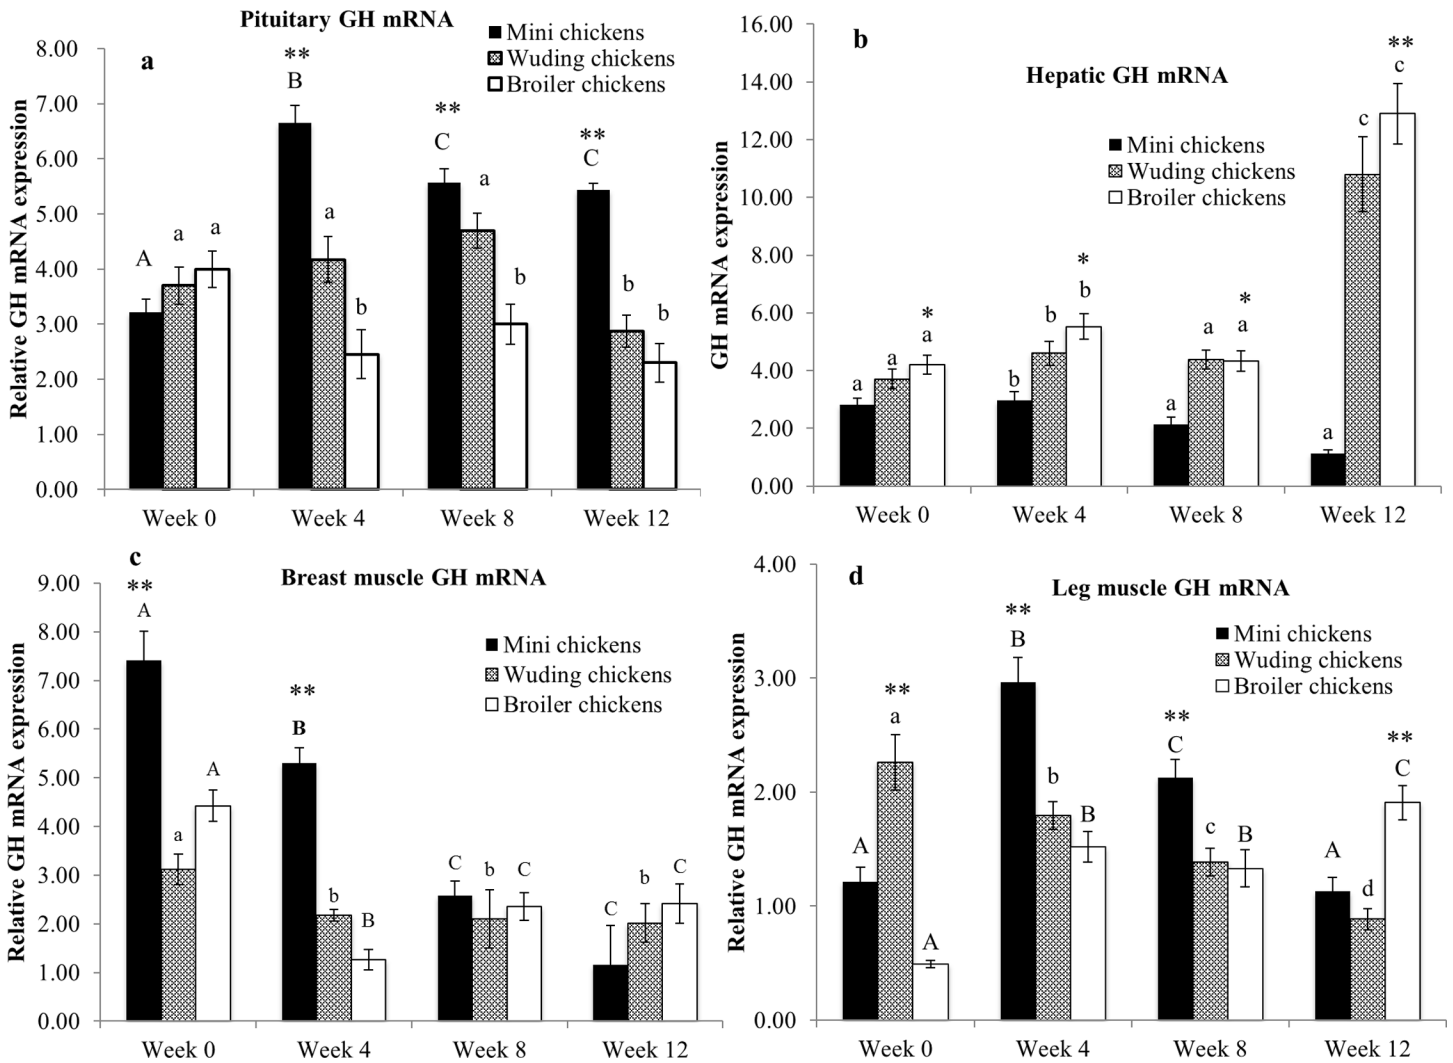 Pituitary GH mRNA
a
Mini chickens
Wuding chickens
Broiler chickens
Relative GH mRNA expression
8.00
7.00
6.00
5.00
4.00
3.00
2.00
1.00
0.00
A
a
a
**
B
a
b
**
C
a
b
**
C
b
b
Week 0
Week 4
Week 8
Week 12
b
Hepatic GH mRNA
Mini chickens
Wuding chickens
Broiler chickens
GH mRNA expression
16.00
14.00
12.00
10.00
8.00
6.00
4.00
2.00
0.00
a
a
*
a
b
b
*
b
a
a
*
a
a
c
**
c
Week 0
Week 4
Week 8
Week 12
c
Breast muscle GH mRNA
Mini chickens
Wuding chickens
Broiler chickens
Relative GH mRNA expression
9.00
8.00
7.00
6.00
5.00
4.00
3.00
2.00
1.00
0.00
**
A
a
A
**
B
b
B
C
b
C
C
b
C
Week 0
Week 4
Week 8
Week 12
d
Leg muscle GH mRNA
Mini chickens
Wuding chickens
Broiler chickens
Relative GH mRNA expression
4.00
3.00
2.00
1.00
0.00
A
**
a
A
**
B
b
B
**
C
c
B
A
d
**
C
Week 0
Week 4
Week 8
Week 12